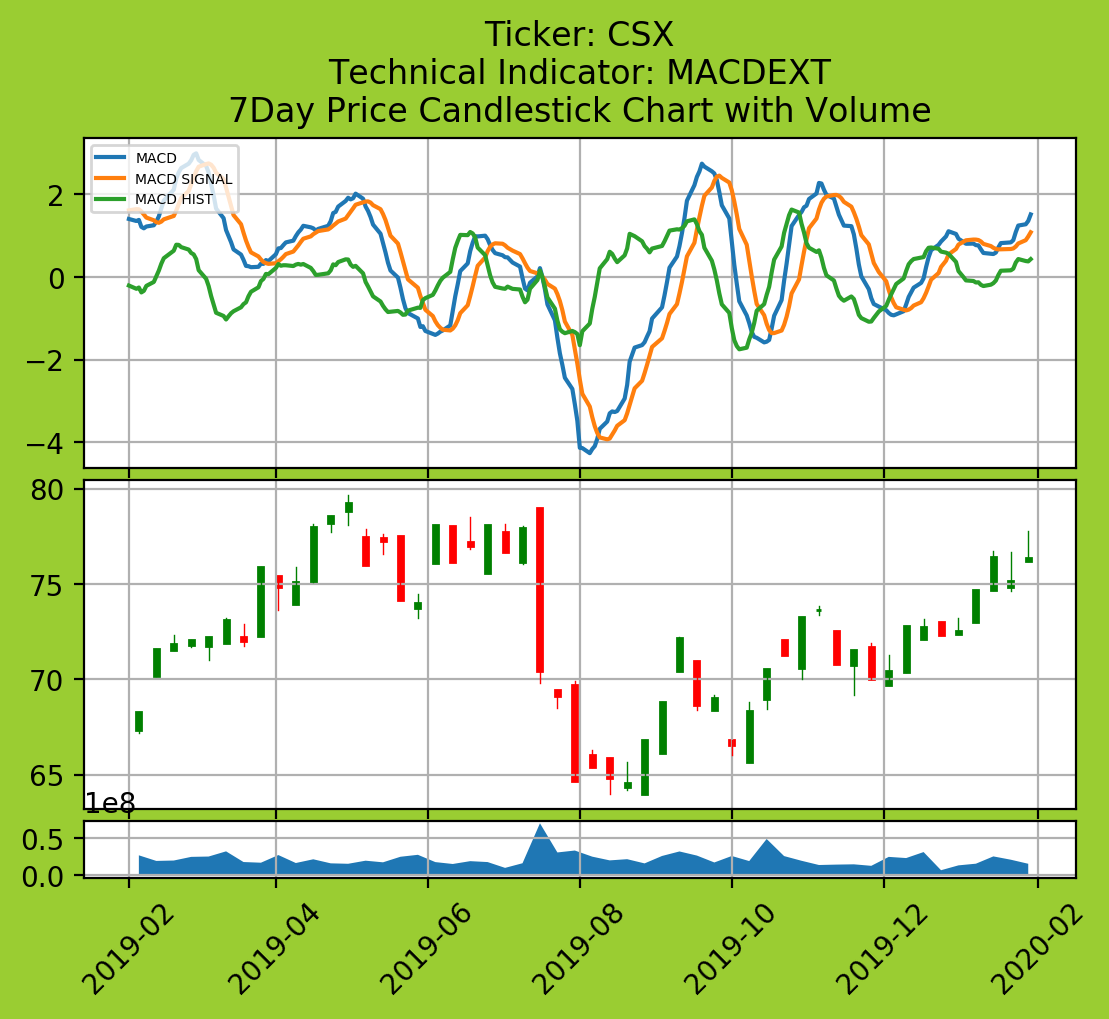 Ticker: CSX
Technical Indicator: MACDEXT
7Day Price Candlestick Chart with Volume
MACD
MACD SIGNAL
MACD HIST
2
0
−2
−4
80
75
70
65
1e8
0.5
0.0
2019-02
2019-04
2019-06
2019-08
2019-10
2019-12
2020-02